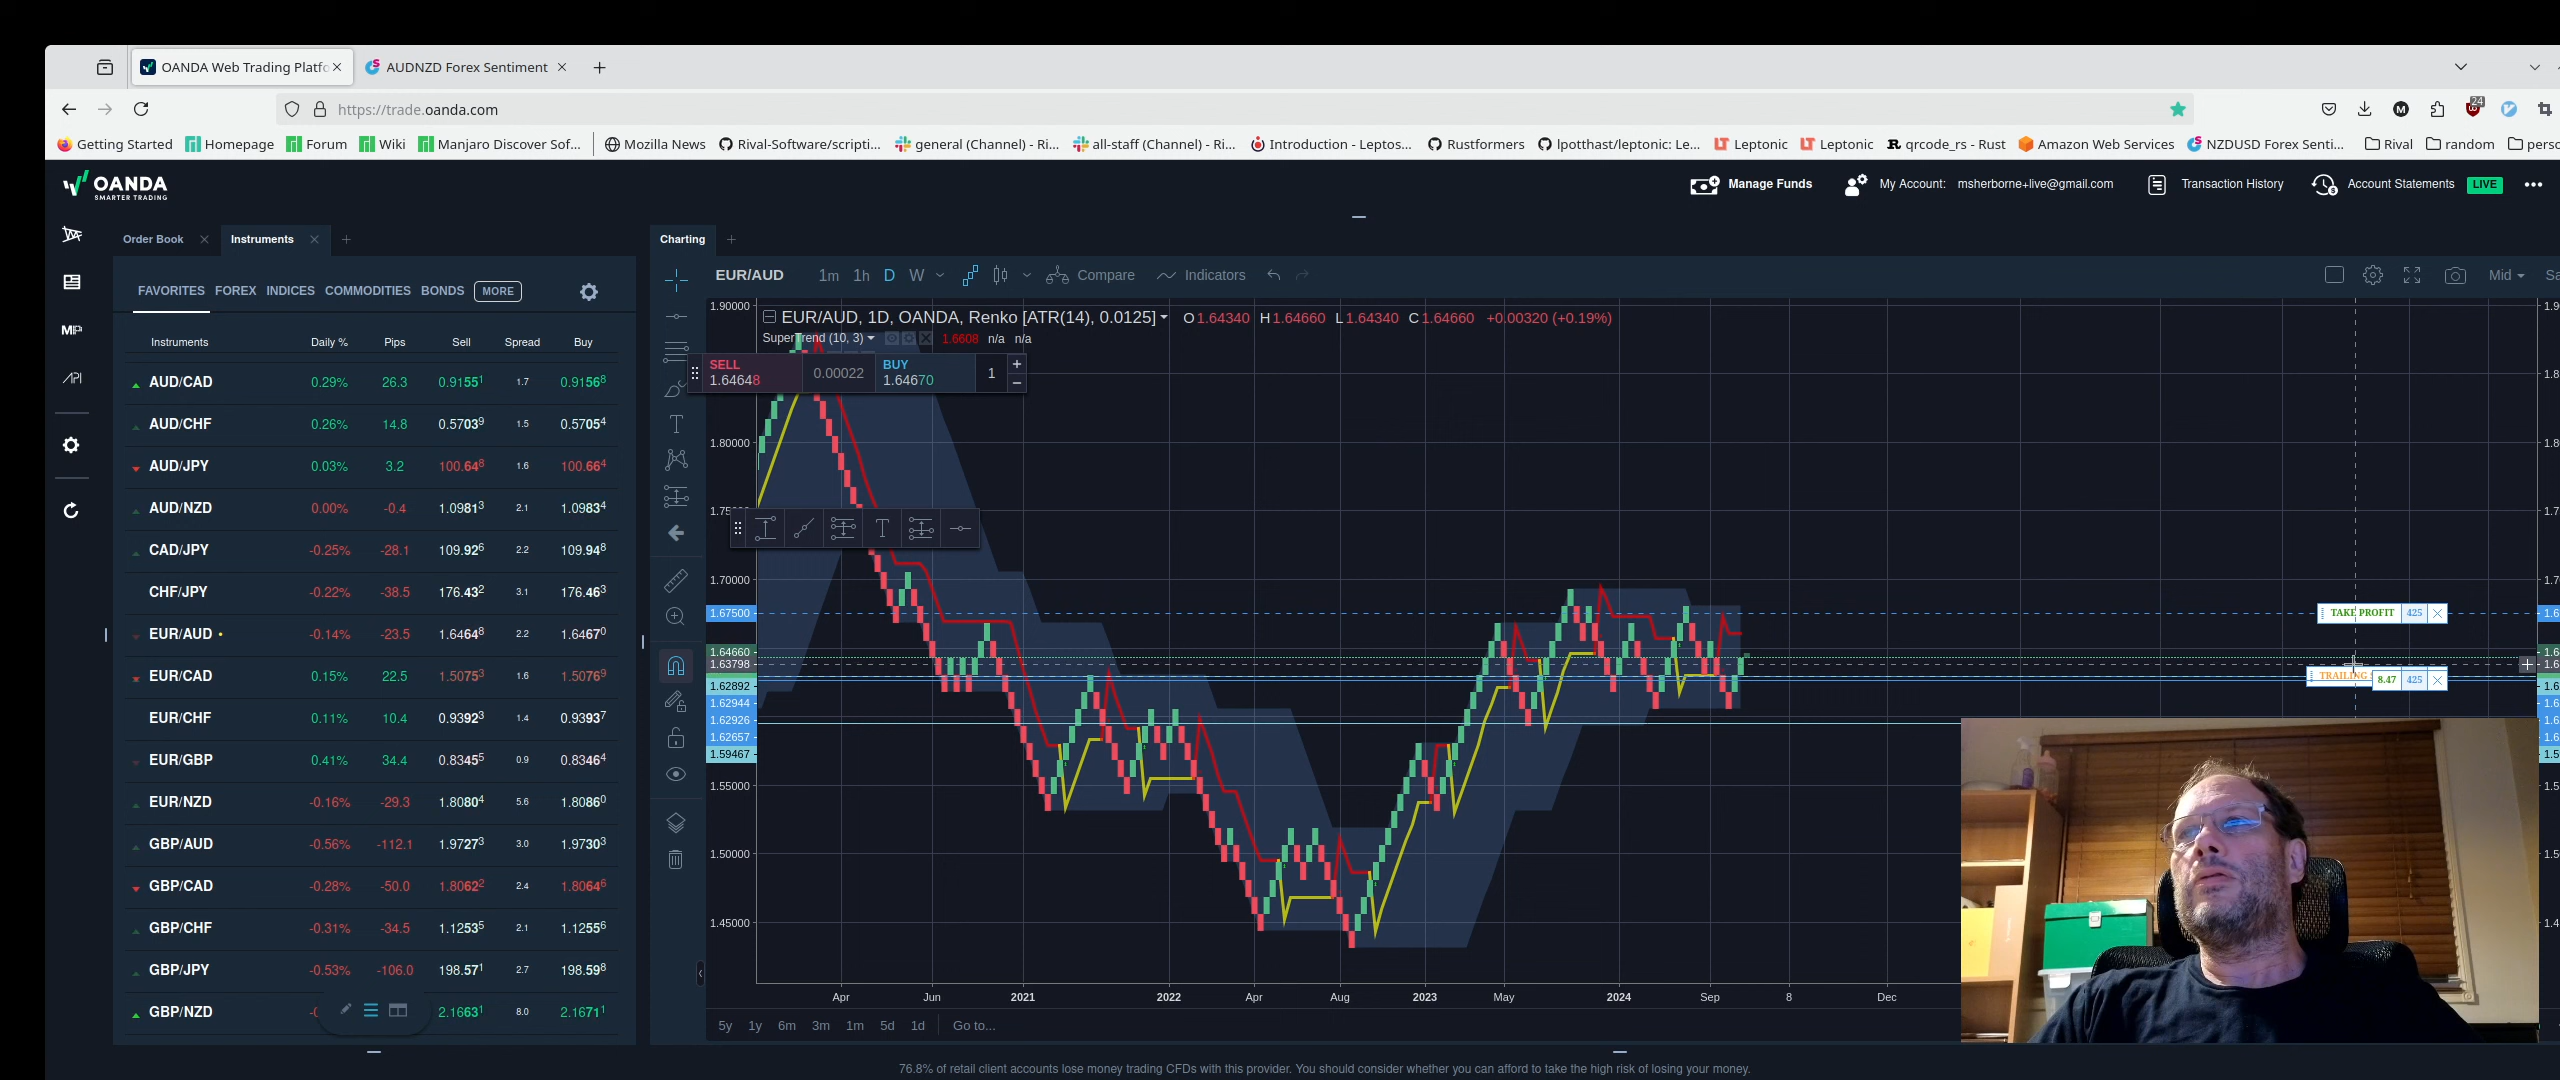 OANDA Web Trading Platfo
AUDNZD Forex Sentiment
https://trade.oanda.com
24
Getting Started Homepage Forum Wiki Manjaro Discover Sof... Mozilla News Rival-Software/scripti... general (Channel) - Ri... all-staff (Channel) - Ri... Introduction - Leptos... Rustformers lpotthast/leptonic: Le... Leptonic Leptonic qrcode_rs - Rust Amazon Web Services NZDUSD Forex Senti... Rival random perso
OANDA
SMARTER TRADING
Manage Funds My Account: msherborne+live@gmail.com Transaction History Account Statements LIVE
Order Book Instruments
Charting
FAVORITES FOREX INDICES COMMODITIES BONDS MORE
EUR/AUD 1m 1h D W Compare Indicators Mid Sa
Instruments Daily % Pips Sell Spread Buy
AUD/CAD 0.29% 26.3 0.91551 1.7 0.91568
AUD/CHF 0.26% 14.8 0.57039 1.5 0.57054
AUD/JPY 0.03% 3.2 100.648 1.6 100.664
AUD/NZD 0.00% -0.4 1.09813 2.1 1.09834
CAD/JPY -0.25% -28.1 109.926 2.2 109.948
CHF/JPY -0.22% -38.5 176.432 3.1 176.463
EUR/AUD -0.14% -23.5 1.64648 2.2 1.64670
EUR/CAD 0.15% 22.5 1.50753 1.6 1.50769
EUR/CHF 0.11% 10.4 0.93923 1.4 0.93937
EUR/GBP 0.41% 34.4 0.83455 0.9 0.83464
EUR/NZD -0.16% -29.3 1.80804 5.6 1.80860
GBP/AUD -0.56% -112.1 1.97273 3.0 1.97303
GBP/CAD -0.28% -50.0 1.80622 2.4 1.80646
GBP/CHF -0.31% -34.5 1.12535 2.1 1.12556
GBP/JPY -0.53% -106.0 198.571 2.7 198.598
GBP/NZD 2.16631 8.0 2.16711
EUR/AUD, 1D, OANDA, Renko [ATR(14), 0.0125] O1.64340 H1.64660 L1.64340 C1.64660 +0.00320 (+0.19%)
SuperTrend (10, 3) 1.6608 n/a n/a
SELL
1.64648
0.00022
BUY
1.64670
1
1.90000
1.80000
1.70000
1.67500
1.64660
1.63798
1.62892
1.62944
1.62926
1.62657
1.59467
1.55000
1.50000
1.45000
TAKE PROFIT 425
TRAILING 8.47 425
Apr Jun 2021 2022 Apr Aug 2023 May 2024 Sep 8 Dec
5y 1y 6m 3m 1m 5d 1d Go to...
76.8% of retail client accounts lose money trading CFDs with this provider. You should consider whether you can afford to take the high risk of losing your money.